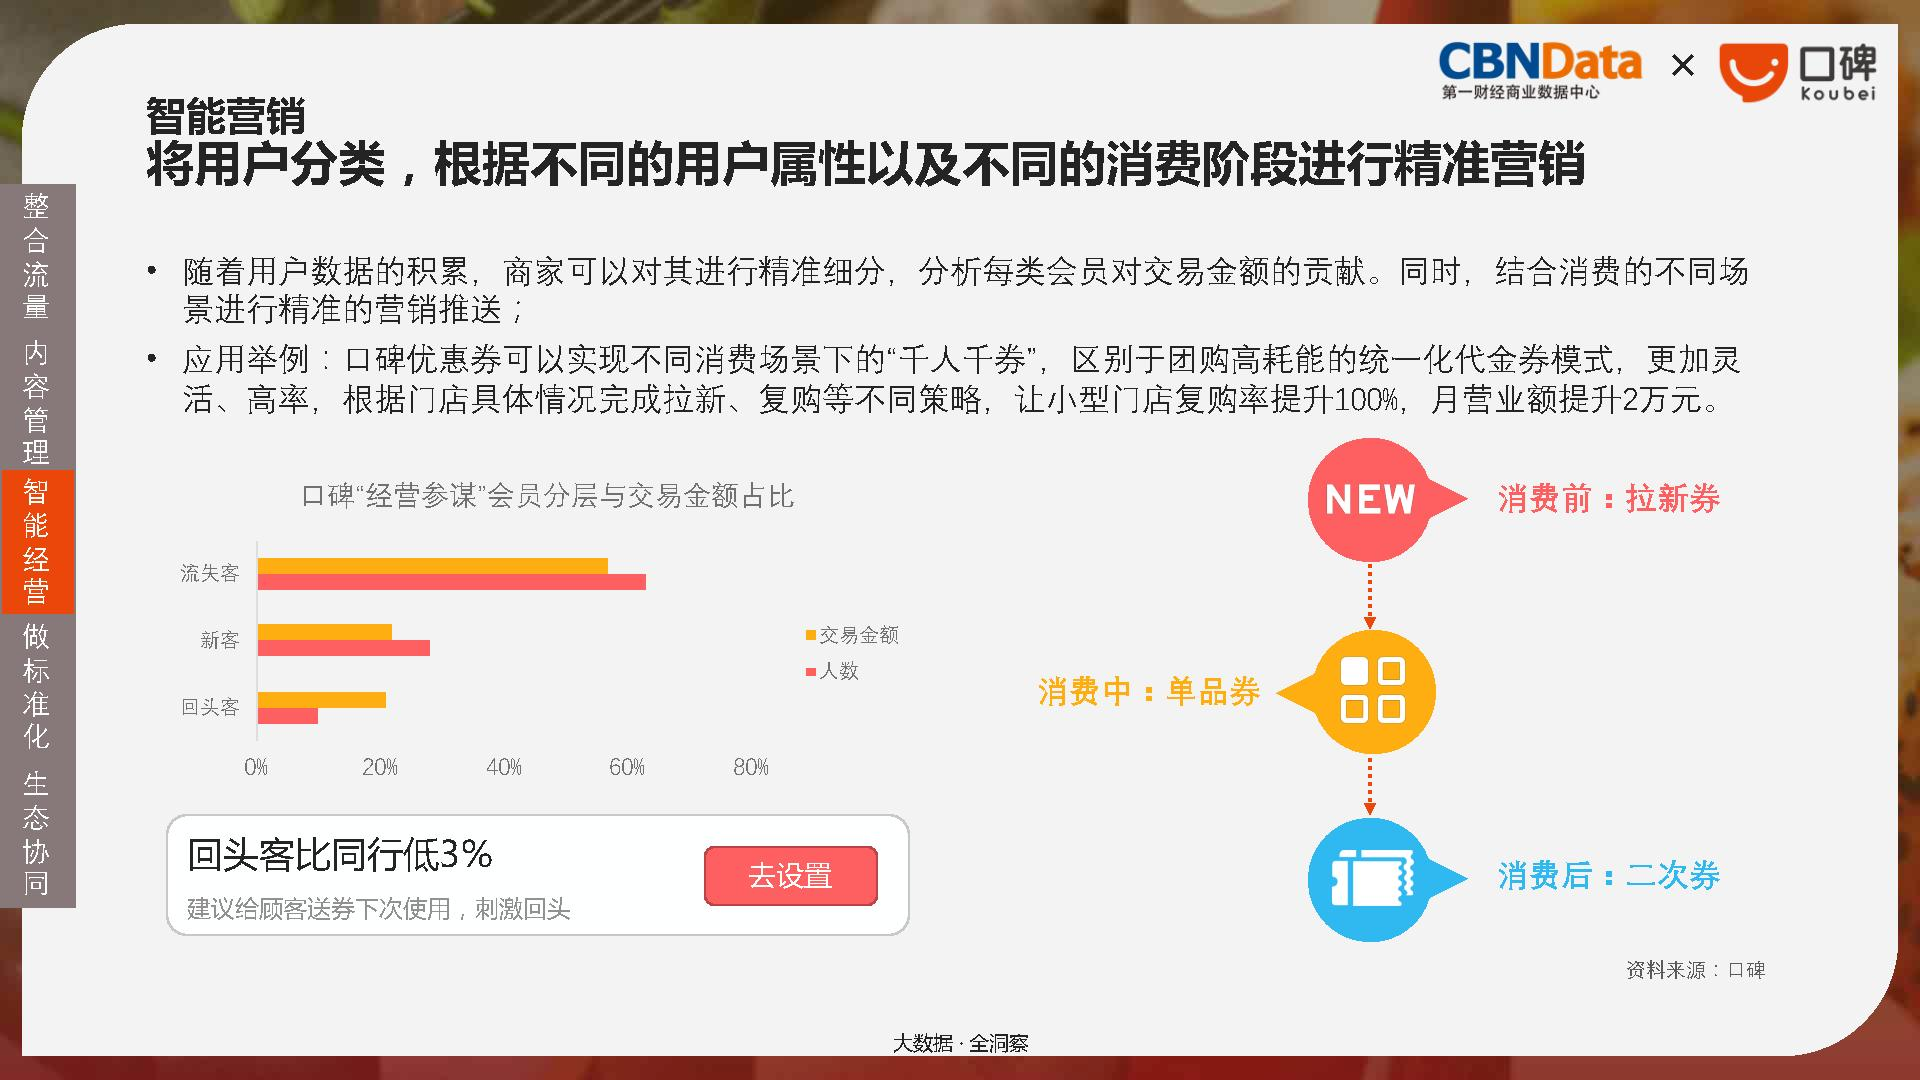 CBNData
第一财经商业数据中心
×
口碑
Koubei
智能营销
将用户分类，根据不同的用户属性以及不同的消费阶段进行精准营销
整合流量
内容管理
智能经营
做标准化
生态协同
• 随着用户数据的积累，商家可以对其进行精准细分，分析每类会员对交易金额的贡献。同时，结合消费的不同场
景进行精准的营销推送；
• 应用举例：口碑优惠券可以实现不同消费场景下的“千人千券”，区别于团购高耗能的统一化代金券模式，更加灵
活、高率，根据门店具体情况完成拉新、复购等不同策略，让小型门店复购率提升100%，月营业额提升2万元。
口碑“经营参谋”会员分层与交易金额占比
流失客
新客
回头客
0% 20% 40% 60% 80%
交易金额
人数
回头客比同行低3%
建议给顾客送券下次使用，刺激回头
去设置
NEW
消费前：拉新券
消费中：单品券
消费后：二次券
资料来源：口碑
大数据·全洞察